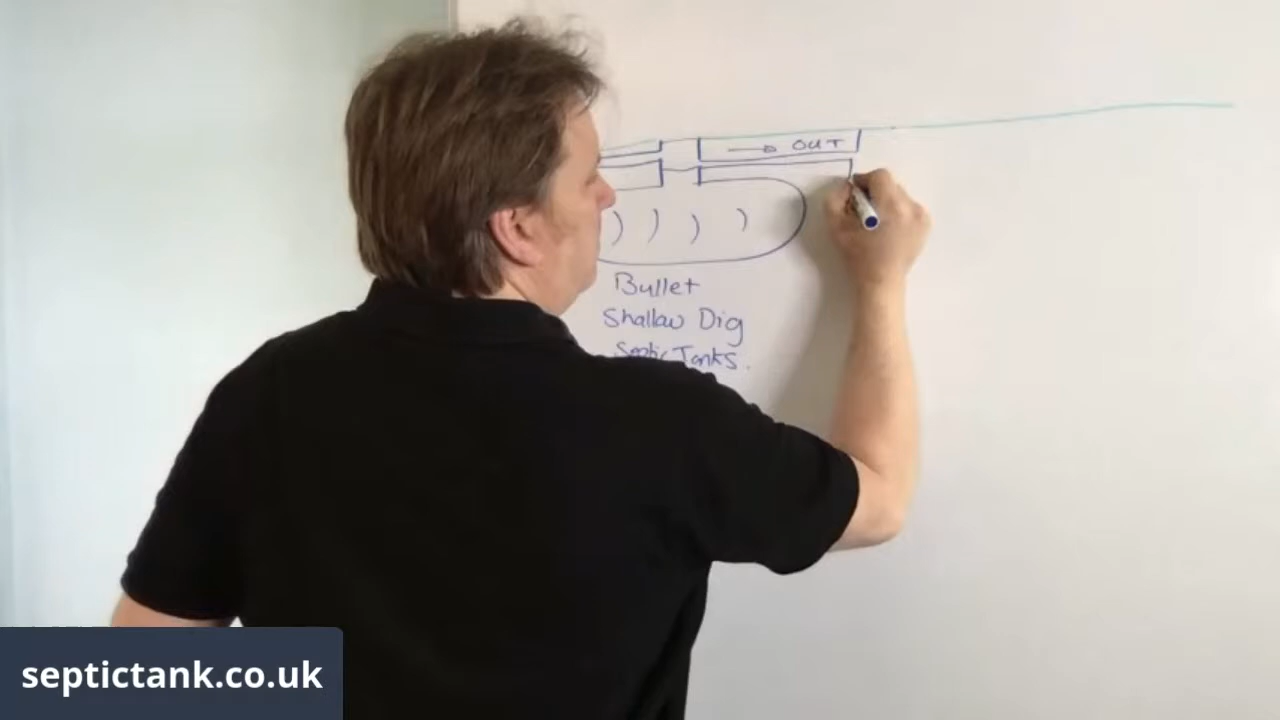 → OUT
Bullet
Shallow Dig
Septic Tanks.
septictank.co.uk